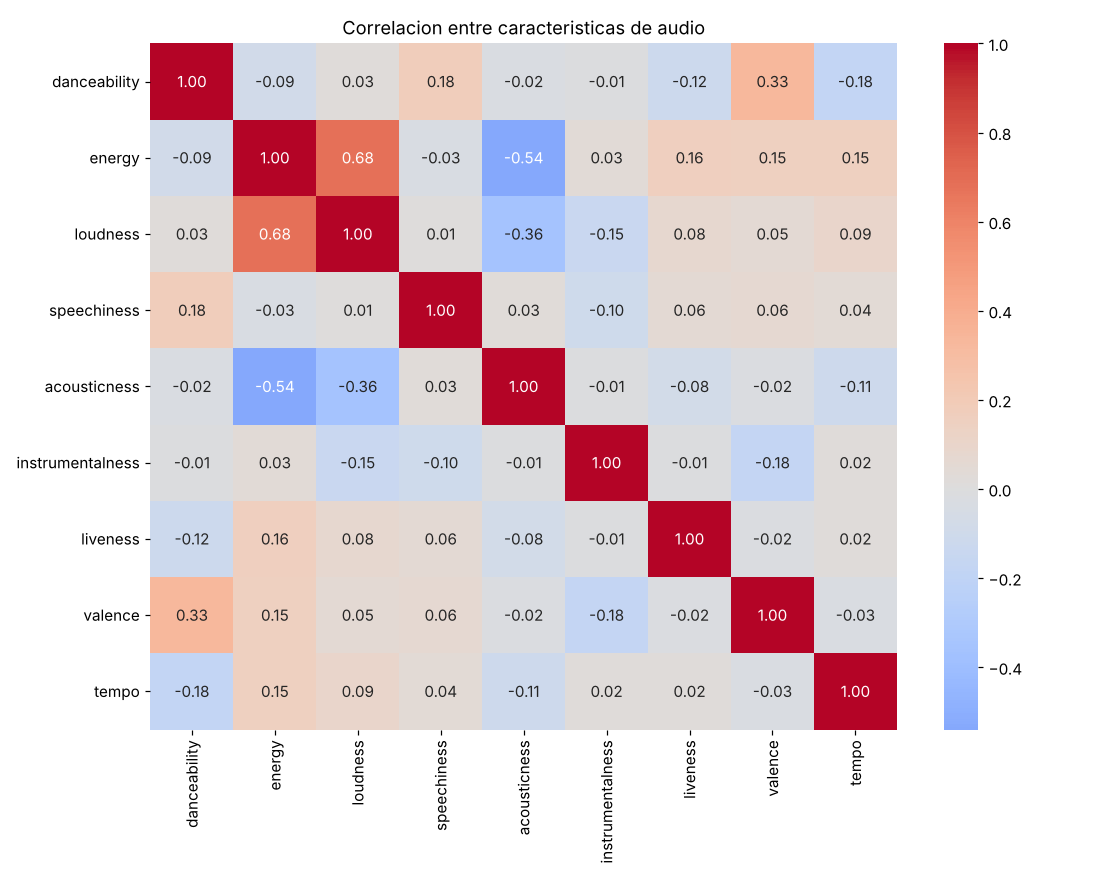 Correlacion entre caracteristicas de audio
danceability 1.00 -0.09 0.03 0.18 -0.02 -0.01 -0.12 0.33 -0.18
energy -0.09 1.00 0.68 -0.03 -0.54 0.03 0.16 0.15 0.15
loudness 0.03 0.68 1.00 0.01 -0.36 -0.15 0.08 0.05 0.09
speechiness 0.18 -0.03 0.01 1.00 0.03 -0.10 0.06 0.06 0.04
acousticness -0.02 -0.54 -0.36 0.03 1.00 -0.01 -0.08 -0.02 -0.11
instrumentalness -0.01 0.03 -0.15 -0.10 -0.01 1.00 -0.01 -0.18 0.02
liveness -0.12 0.16 0.08 0.06 -0.08 -0.01 1.00 -0.02 0.02
valence 0.33 0.15 0.05 0.06 -0.02 -0.18 -0.02 1.00 -0.03
tempo -0.18 0.15 0.09 0.04 -0.11 0.02 0.02 -0.03 1.00
danceability energy loudness speechiness acousticness instrumentalness liveness valence tempo
1.0
0.8
0.6
0.4
0.2
0.0
−0.2
−0.4